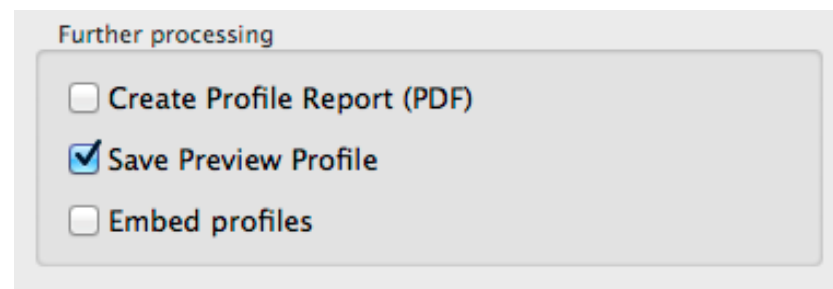 Further processing
Create Profile Report (PDF)
Save Preview Profile
Embed profiles